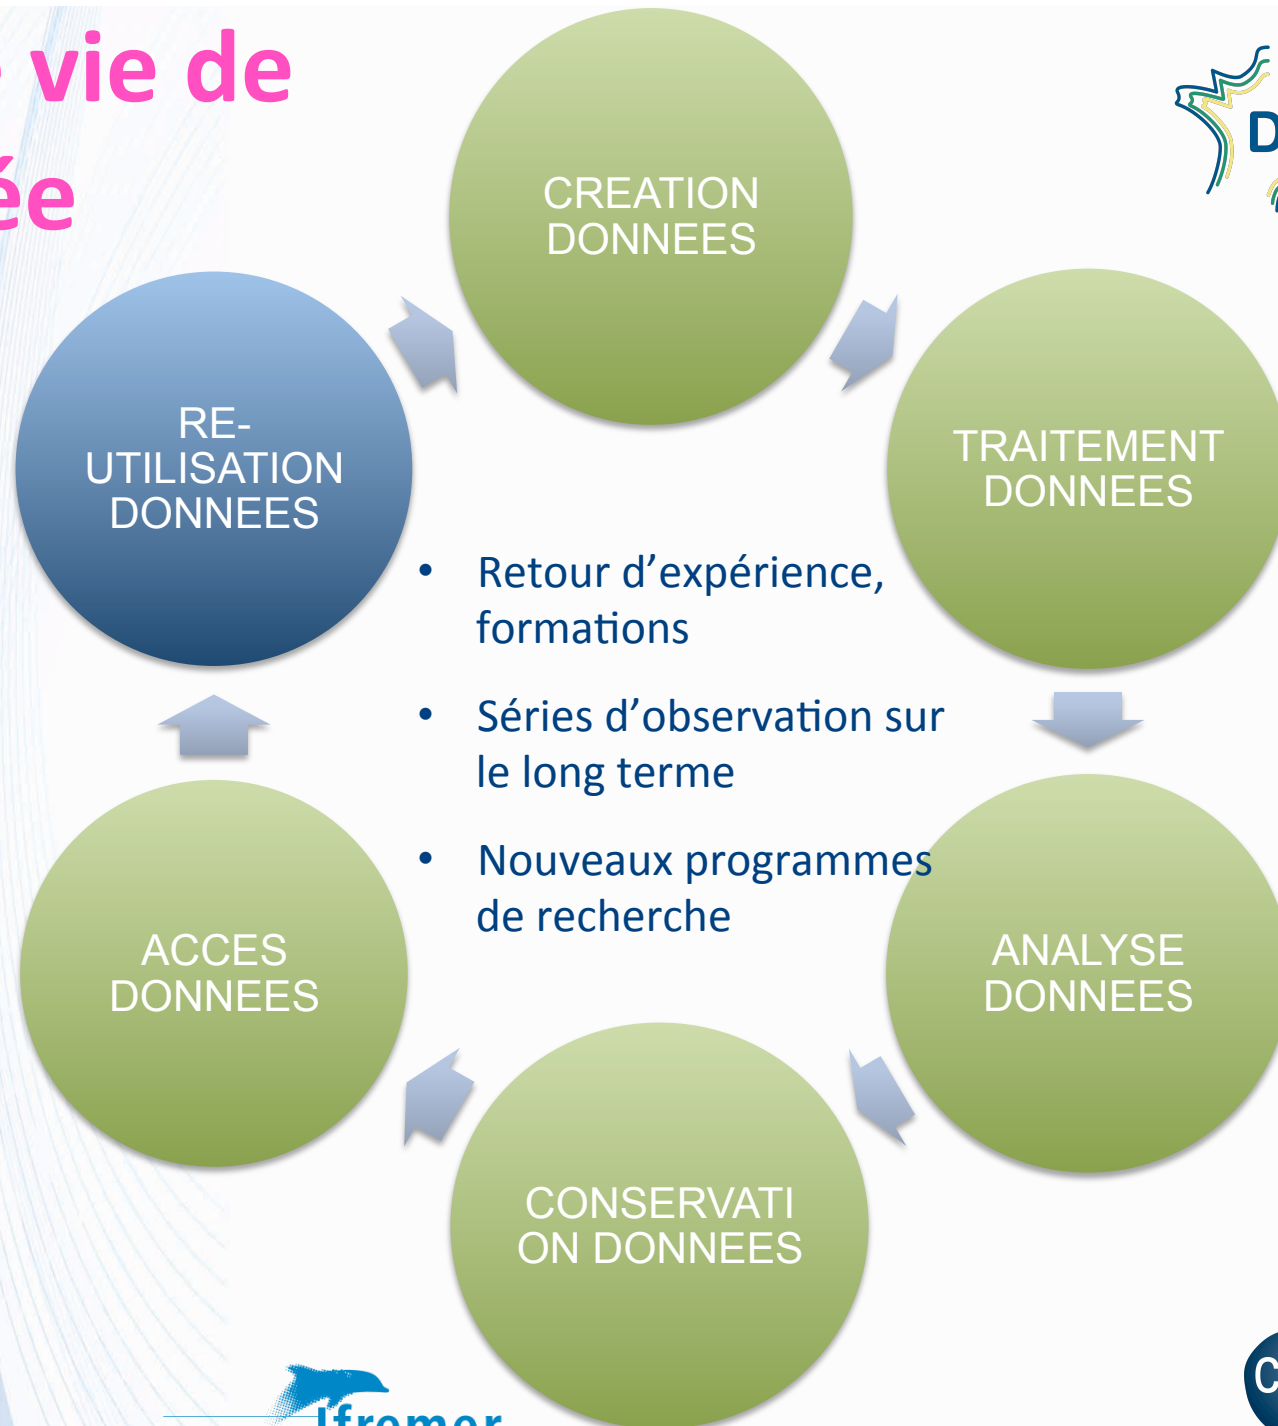 vie de
ée
CREATION
DONNEES
TRAITEMENT
DONNEES
ANALYSE
DONNEES
CONSERVATI
ON DONNEES
ACCES
DONNEES
RE-
UTILISATION
DONNEES
• Retour d’expérience,
formations
• Séries d’observation sur
le long terme
• Nouveaux programmes
de recherche
D
Ifremer
C